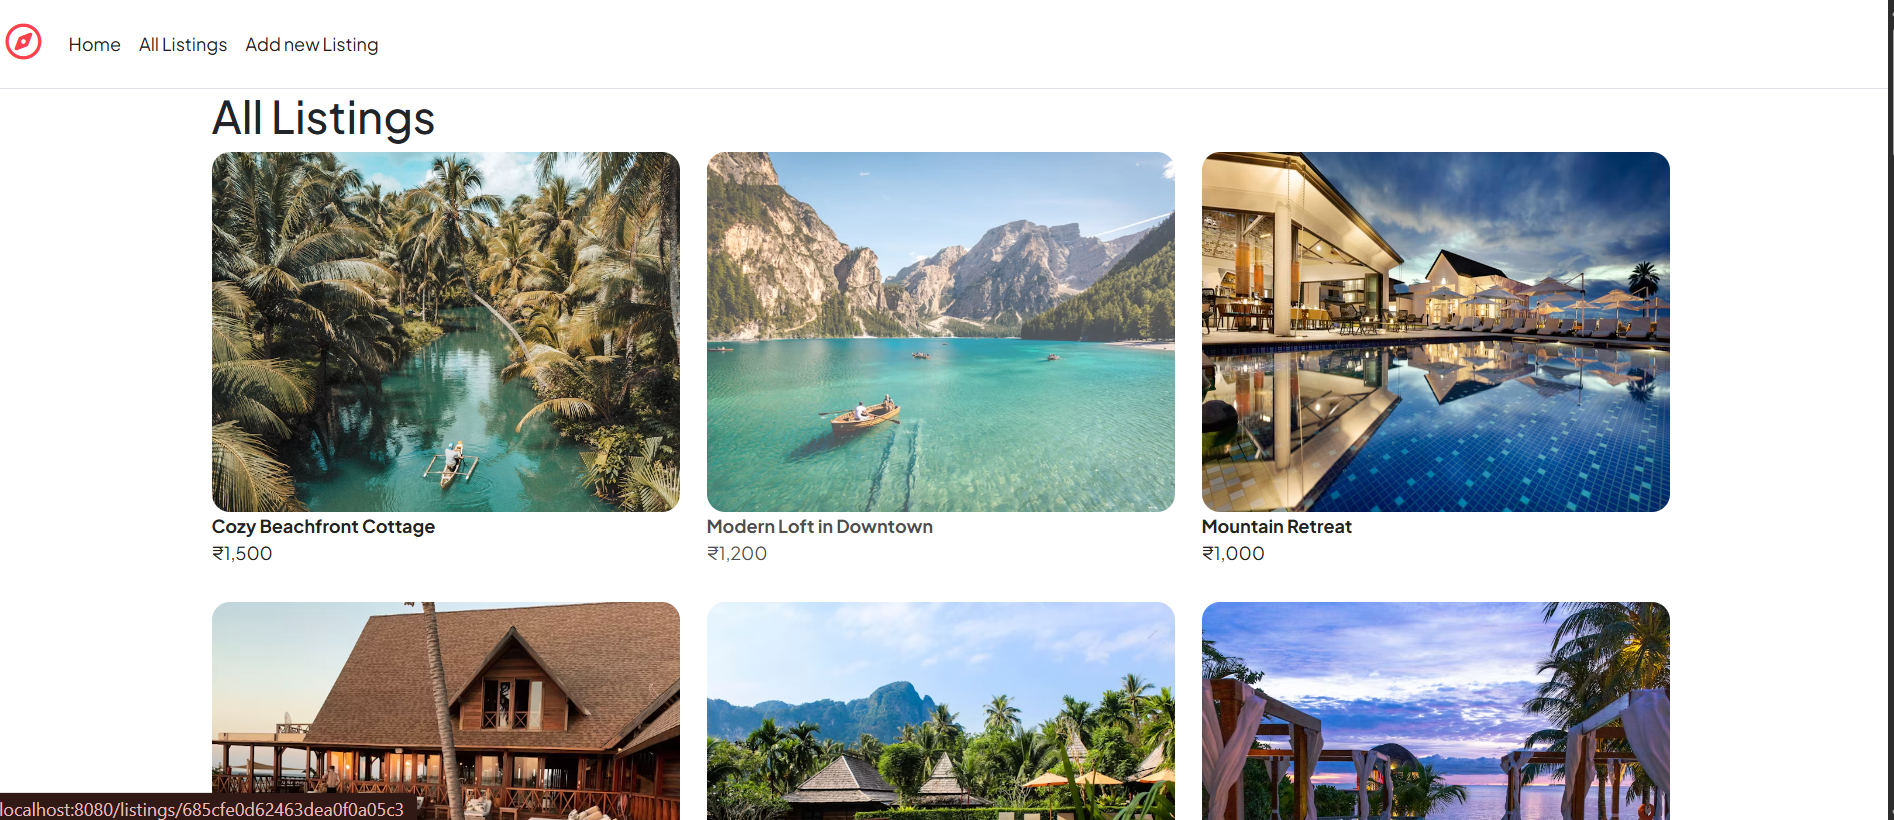 Home All Listings Add new Listing
All Listings
Cozy Beachfront Cottage
₹1,500
Modern Loft in Downtown
₹1,200
Mountain Retreat
₹1,000
localhost:8080/listings/685cfe0d62463dea0f0a05c3